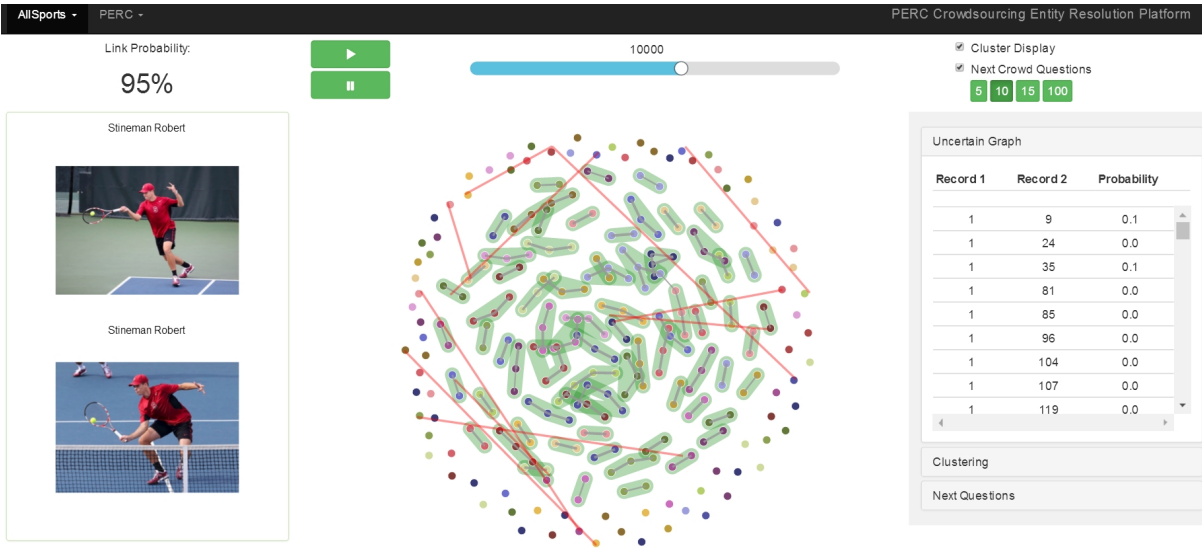 AllSports PERC PERC Crowdsourcing Entity Resolution Platform
Link Probability:
95%
10000
Cluster Display
Next Crowd Questions
5 10 15 100
Stineman Robert
Stineman Robert
Uncertain Graph
Record 1 Record 2 Probability
1 9 0.1
1 24 0.0
1 35 0.1
1 81 0.0
1 85 0.0
1 96 0.0
1 104 0.0
1 107 0.0
1 119 0.0
Clustering
Next Questions